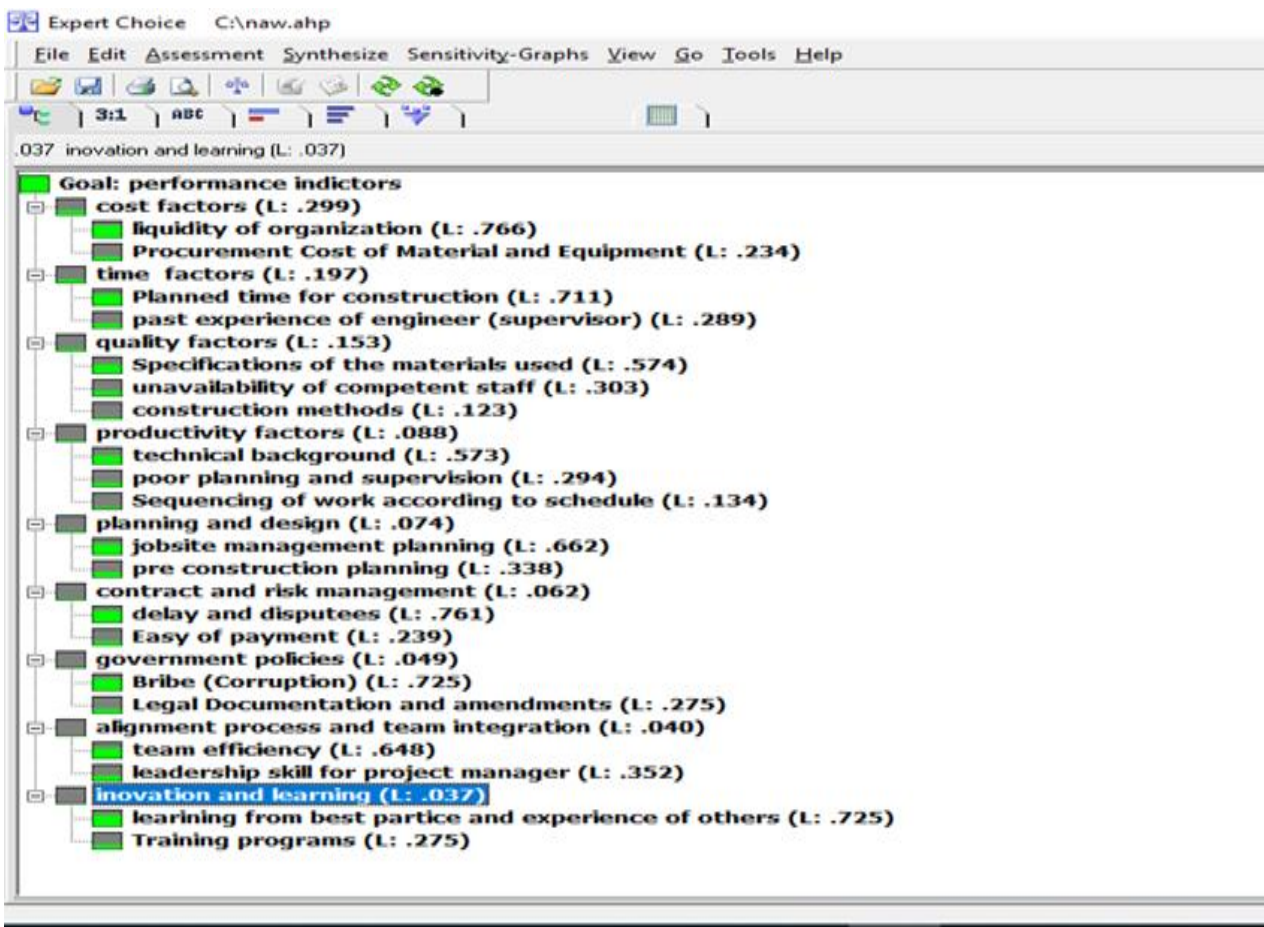 Expert Choice C:\naw.ahp
File Edit Assessment Synthesize Sensitivity-Graphs View Go Tools Help
3:1 ABC
.037 inovation and learning (L: .037)
Goal: performance indictors
cost factors (L: .299)
liquidity of organization (L: .766)
Procurement Cost of Material and Equipment (L: .234)
time factors (L: .197)
Planned time for construction (L: .711)
past experience of engineer (supervisor) (L: .289)
quality factors (L: .153)
Specifications of the materials used (L: .574)
unavailability of competent staff (L: .303)
construction methods (L: .123)
productivity factors (L: .088)
technical background (L: .573)
poor planning and supervision (L: .294)
Sequencing of work according to schedule (L: .134)
planning and design (L: .074)
jobsite management planning (L: .662)
pre construction planning (L: .338)
contract and risk management (L: .062)
delay and disputees (L: .761)
Easy of payment (L: .239)
government policies (L: .049)
Bribe (Corruption) (L: .725)
Legal Documentation and amendments (L: .275)
alignment process and team integration (L: .040)
team efficiency (L: .648)
leadership skill for project manager (L: .352)
inovation and learning (L: .037)
learining from best partice and experience of others (L: .725)
Training programs (L: .275)